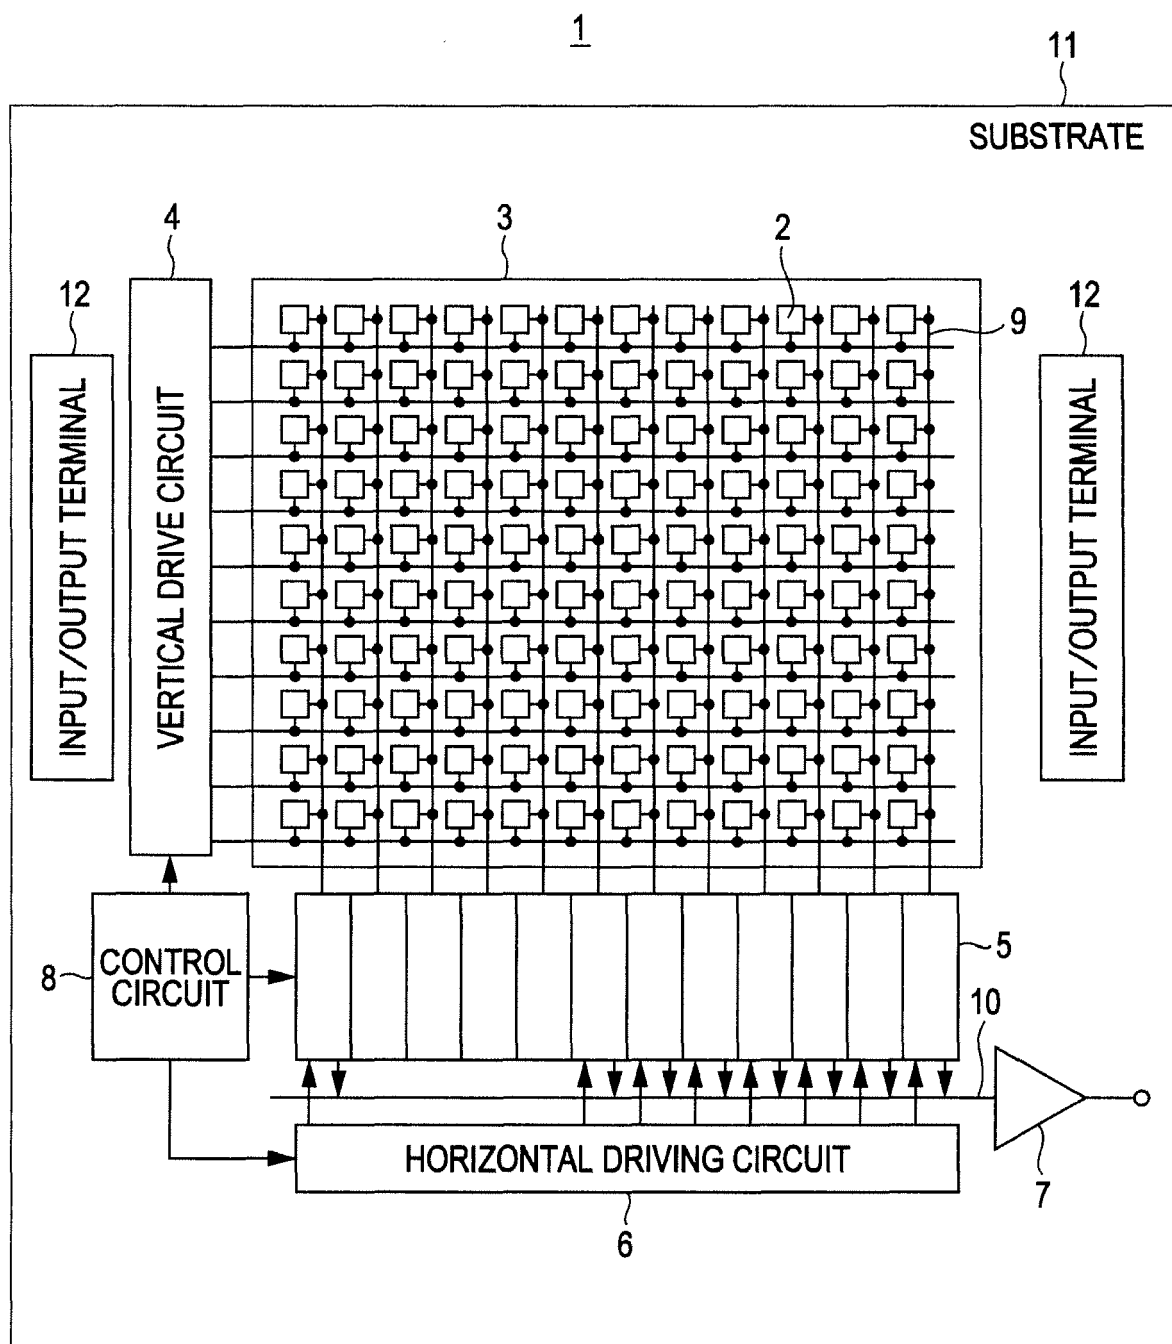 1
11
SUBSTRATE
4
3
2
12
12
9
INPUT/OUTPUT TERMINAL
VERTICAL DRIVE CIRCUIT
INPUT/OUTPUT TERMINAL
8
CONTROL
CIRCUIT
5
10
HORIZONTAL DRIVING CIRCUIT
7
6